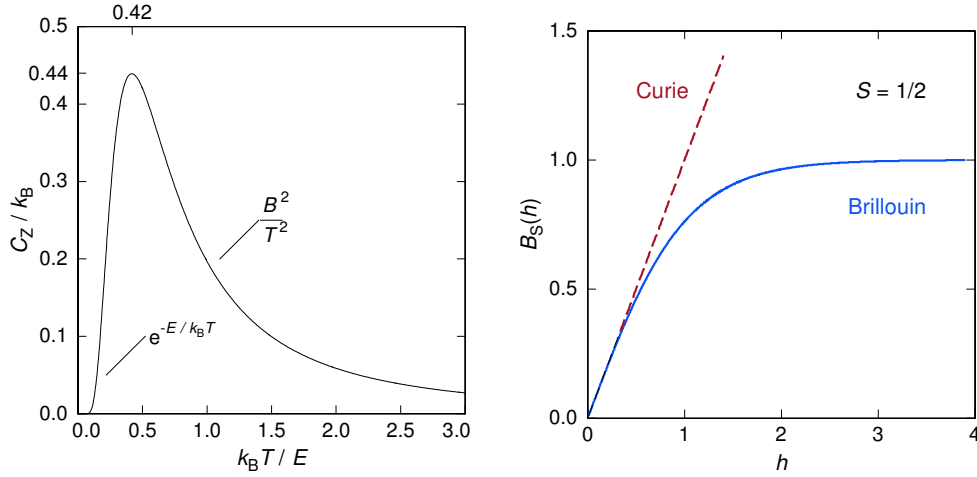 0.42
0.5
0.44
0.4
0.3
0.2
0.1
0.0
C_Z / k_B
B^2
T^2
e^{-E / k_BT}
0.0 0.5 1.0 1.5 2.0 2.5 3.0
k_BT / E
1.5
1.0
0.5
0.0
B_S(h)
Curie
S = 1/2
Brillouin
0 1 2 3 4
h